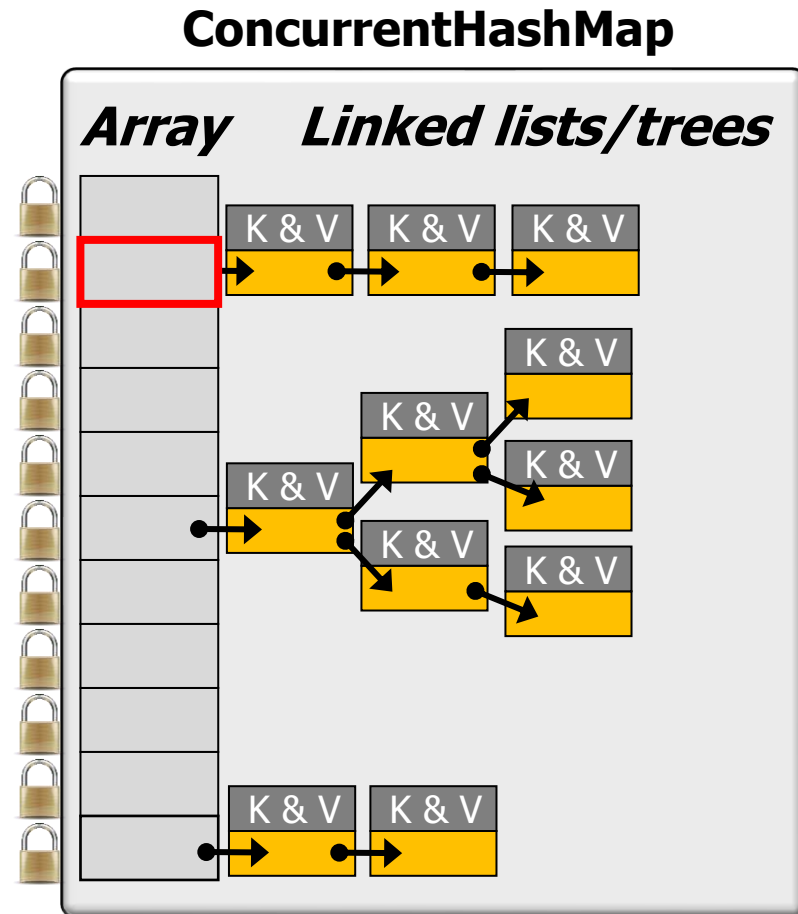 ConcurrentHashMap
Array Linked lists/trees
K & V K & V K & V
K & V
K & V
K & V
K & V
K & V
K & V
K & V K & V